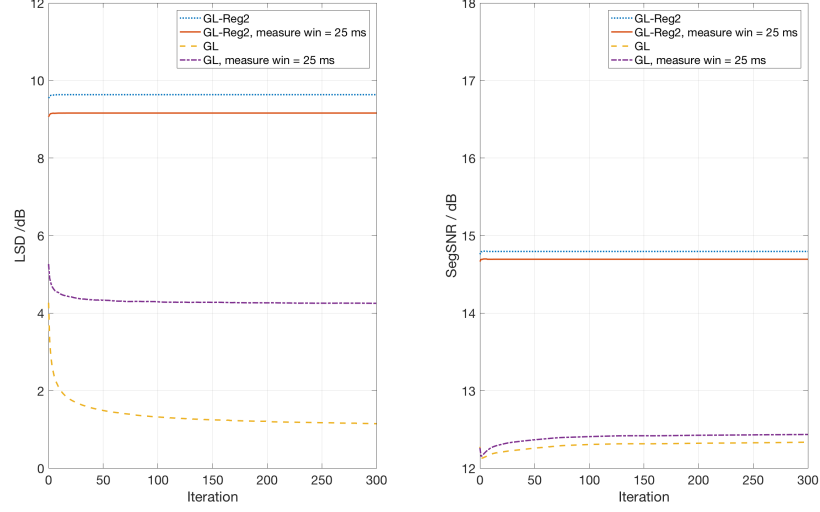 12
10
8
6
4
2
0
LSD /dB
0
50
100
150
200
250
300
Iteration
GL-Reg2
GL-Reg2, measure win = 25 ms
GL
GL, measure win = 25 ms
18
17
16
15
14
13
12
SegSNR / dB
0
50
100
150
200
250
300
Iteration
GL-Reg2
GL-Reg2, measure win = 25 ms
GL
GL, measure win = 25 ms